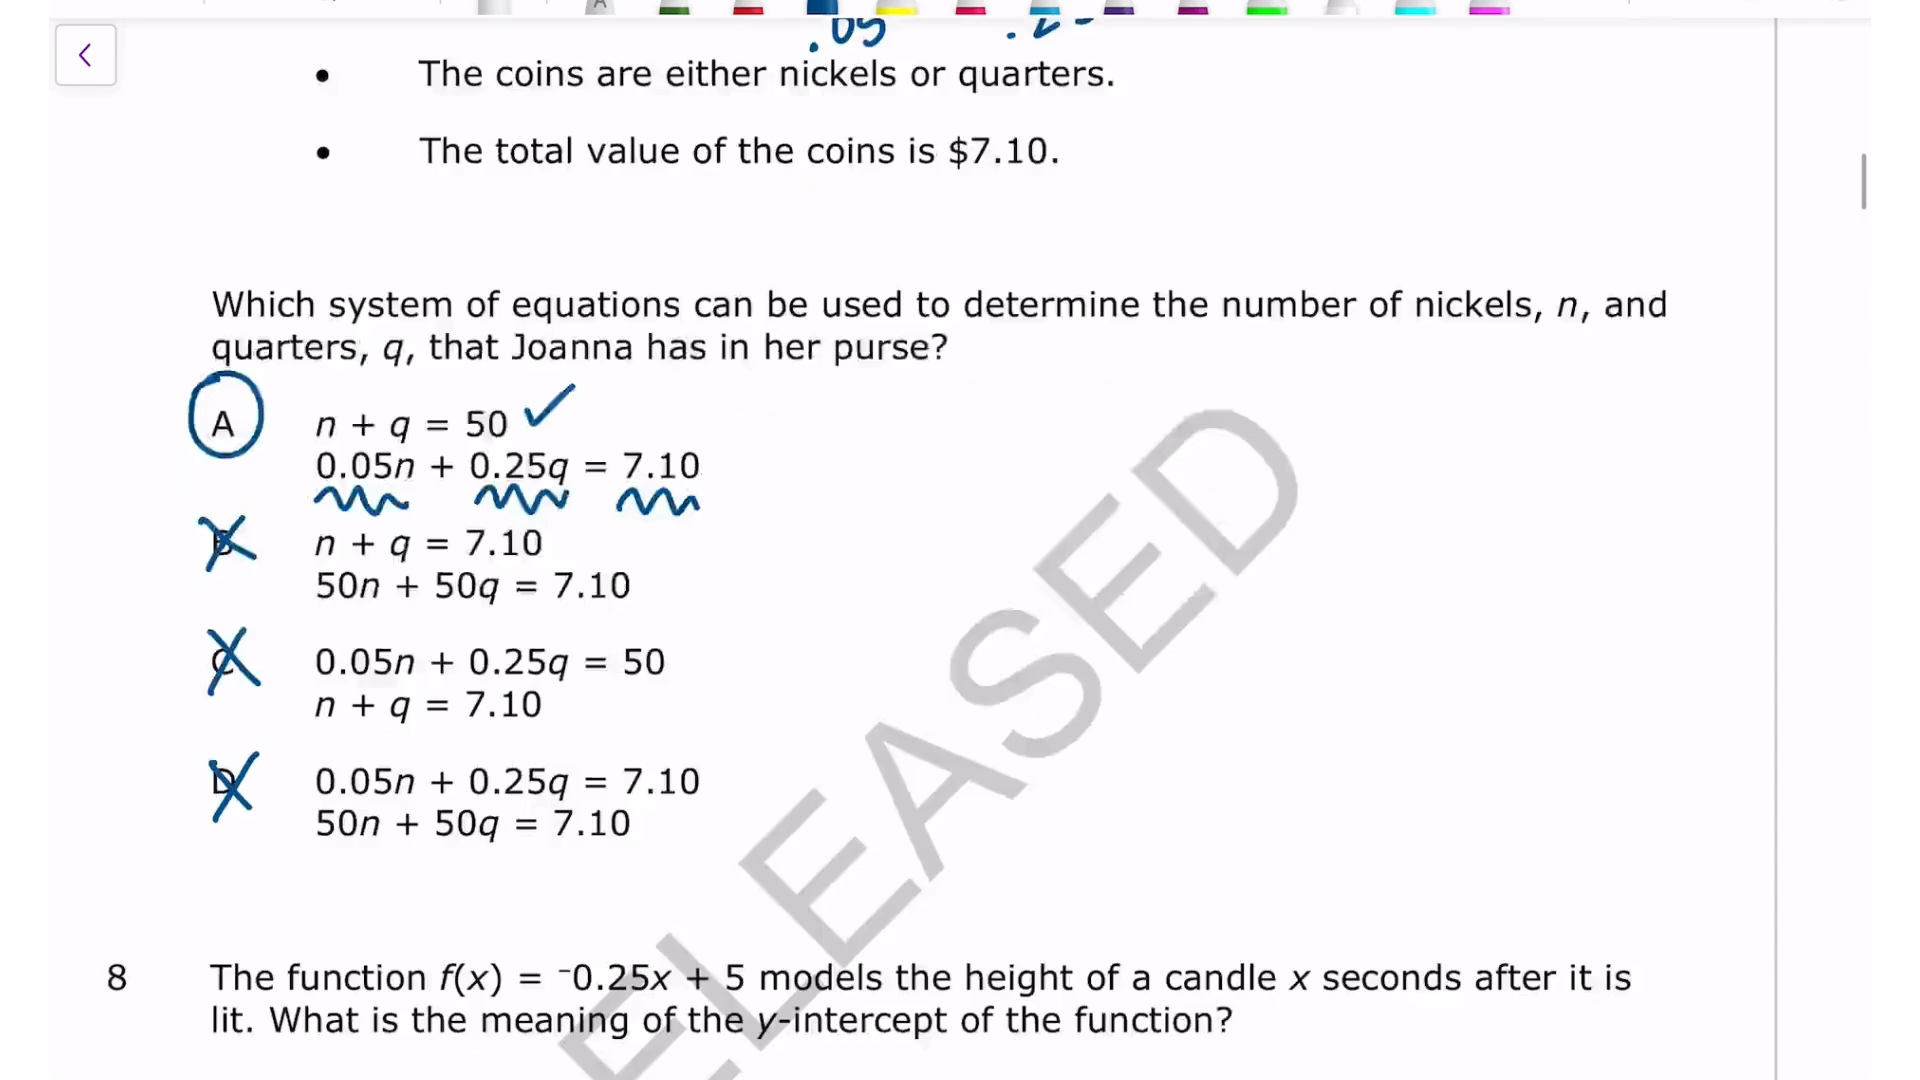 .05
• The coins are either nickels or quarters.
• The total value of the coins is $7.10.
Which system of equations can be used to determine the number of nickels, n, and
quarters, q, that Joanna has in her purse?
A n + q = 50
0.05n + 0.25q = 7.10
B n + q = 7.10
50n + 50q = 7.10
C 0.05n + 0.25q = 50
n + q = 7.10
D 0.05n + 0.25q = 7.10
50n + 50q = 7.10
8 The function f(x) = ⁻0.25x + 5 models the height of a candle x seconds after it is
lit. What is the meaning of the y-intercept of the function?
ELEASED